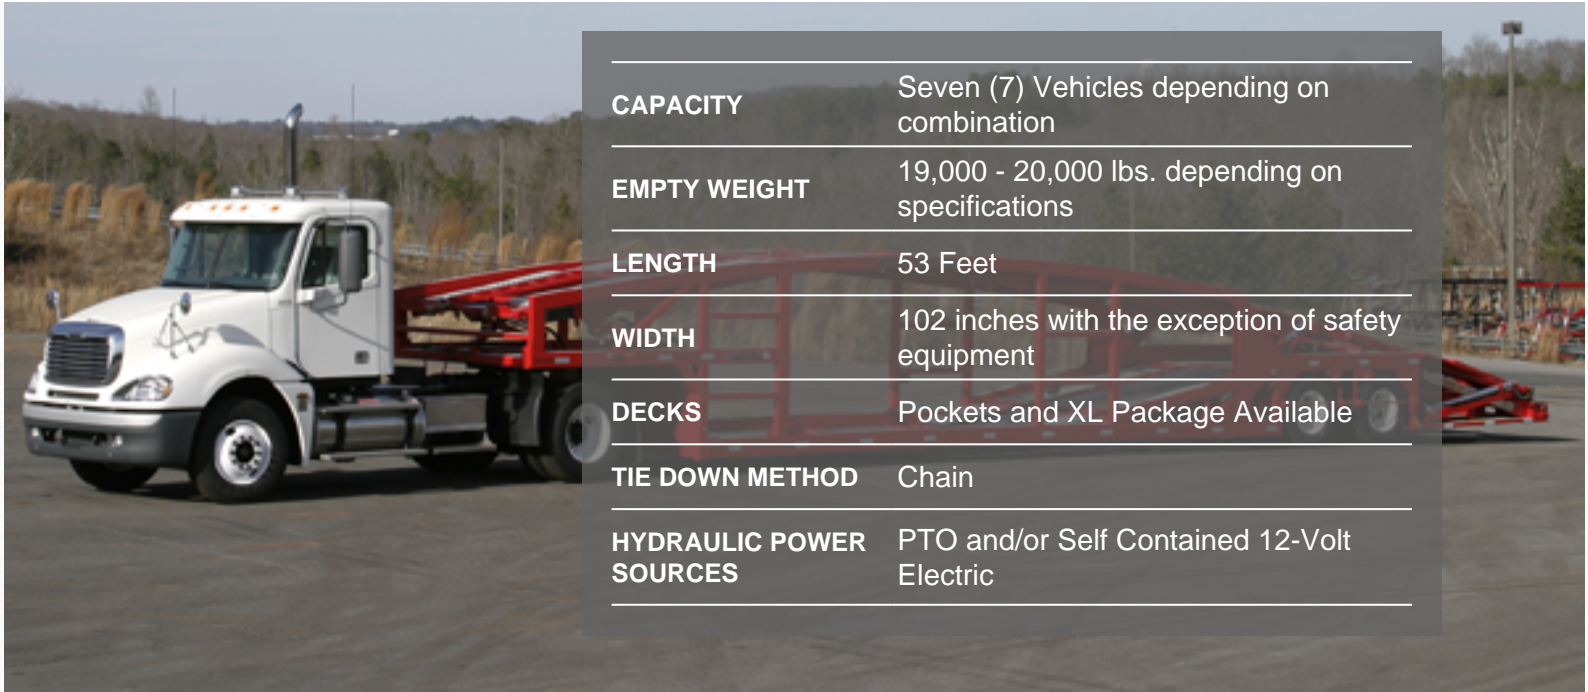 CAPACITY
Seven (7) Vehicles depending on
combination
EMPTY WEIGHT
19,000 - 20,000 lbs. depending on
specifications
LENGTH
53 Feet
WIDTH
102 inches with the exception of safety
equipment
DECKS
Pockets and XL Package Available
TIE DOWN METHOD
Chain
HYDRAULIC POWER
SOURCES
PTO and/or Self Contained 12-Volt
Electric